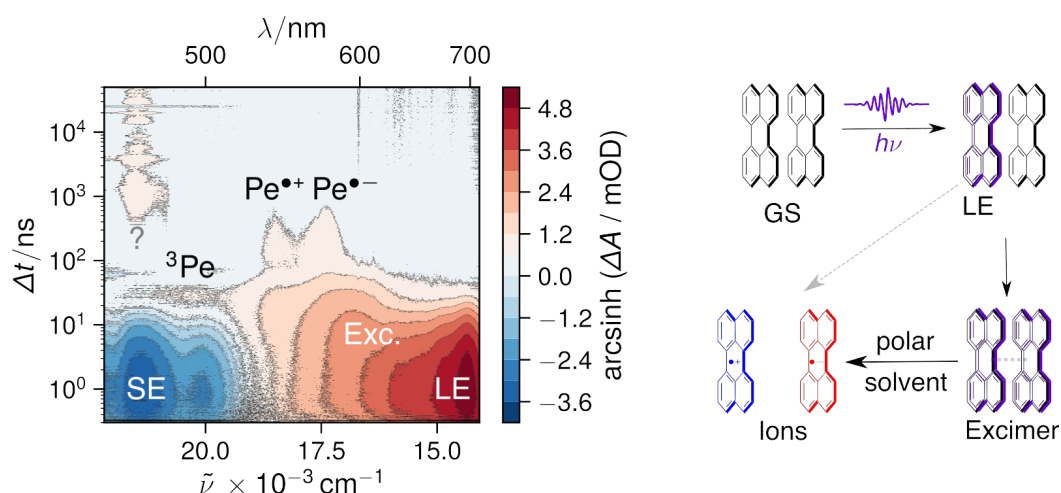 λ/nm
500 600 700
10⁴
10³
10²
10¹
10⁰
Δt/ns
Pe•+ Pe•−
?
³Pe
Exc.
SE
LE
20.0 17.5 15.0
ν̃ × 10⁻³ cm⁻¹
4.8
3.6
2.4
1.2
0.0
−1.2
−2.4
−3.6
arcsinh (ΔA / mOD)
hν
GS
LE
polar
solvent
Ions
Excimer